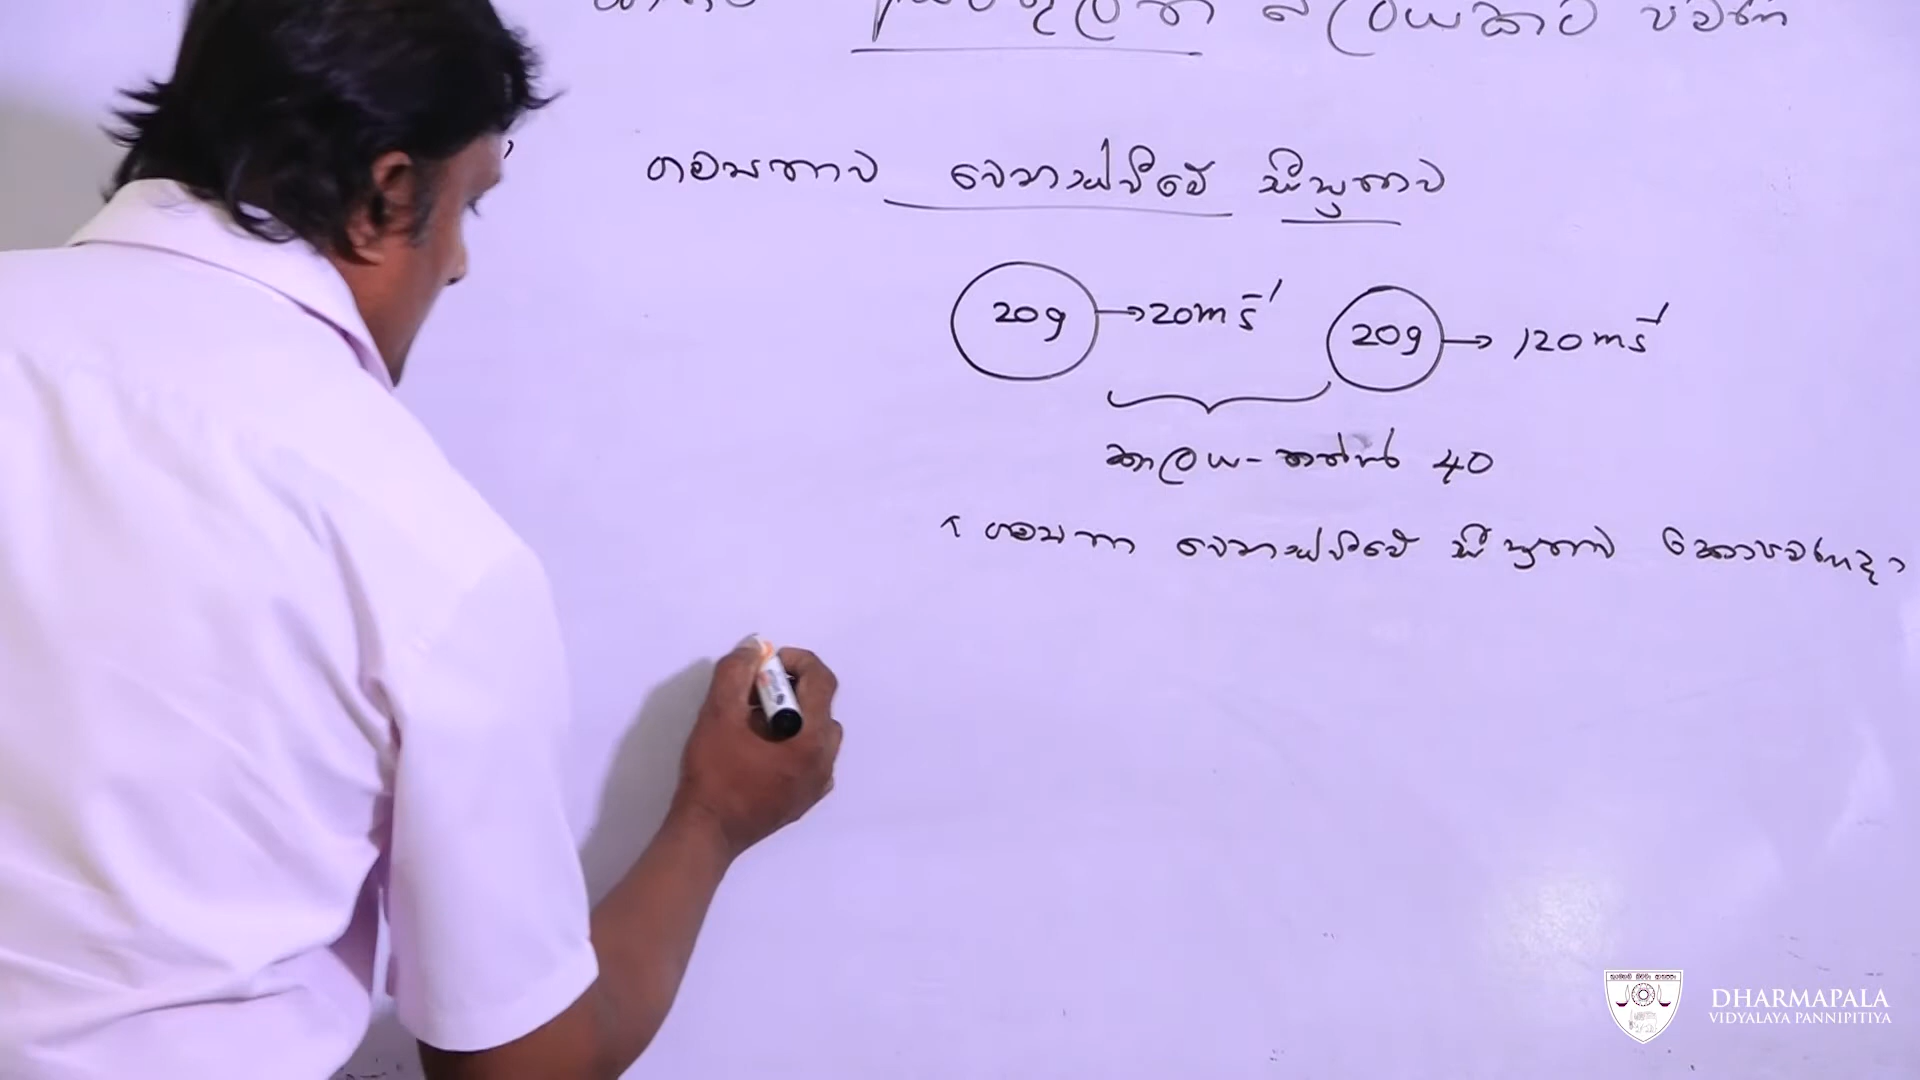 බලයකට
ගම්‍යතාව වෙනස්වීමේ සීඝ්‍රතාව
20g →20ms⁻¹ 20g → 120ms⁻¹
කාලය- තත්පර 40
ගම්‍යතා වෙනස්වීමේ සීඝ්‍රතාව කොපමණද?
DHARMAPALA
VIDYALAYA PANNIPITIYA